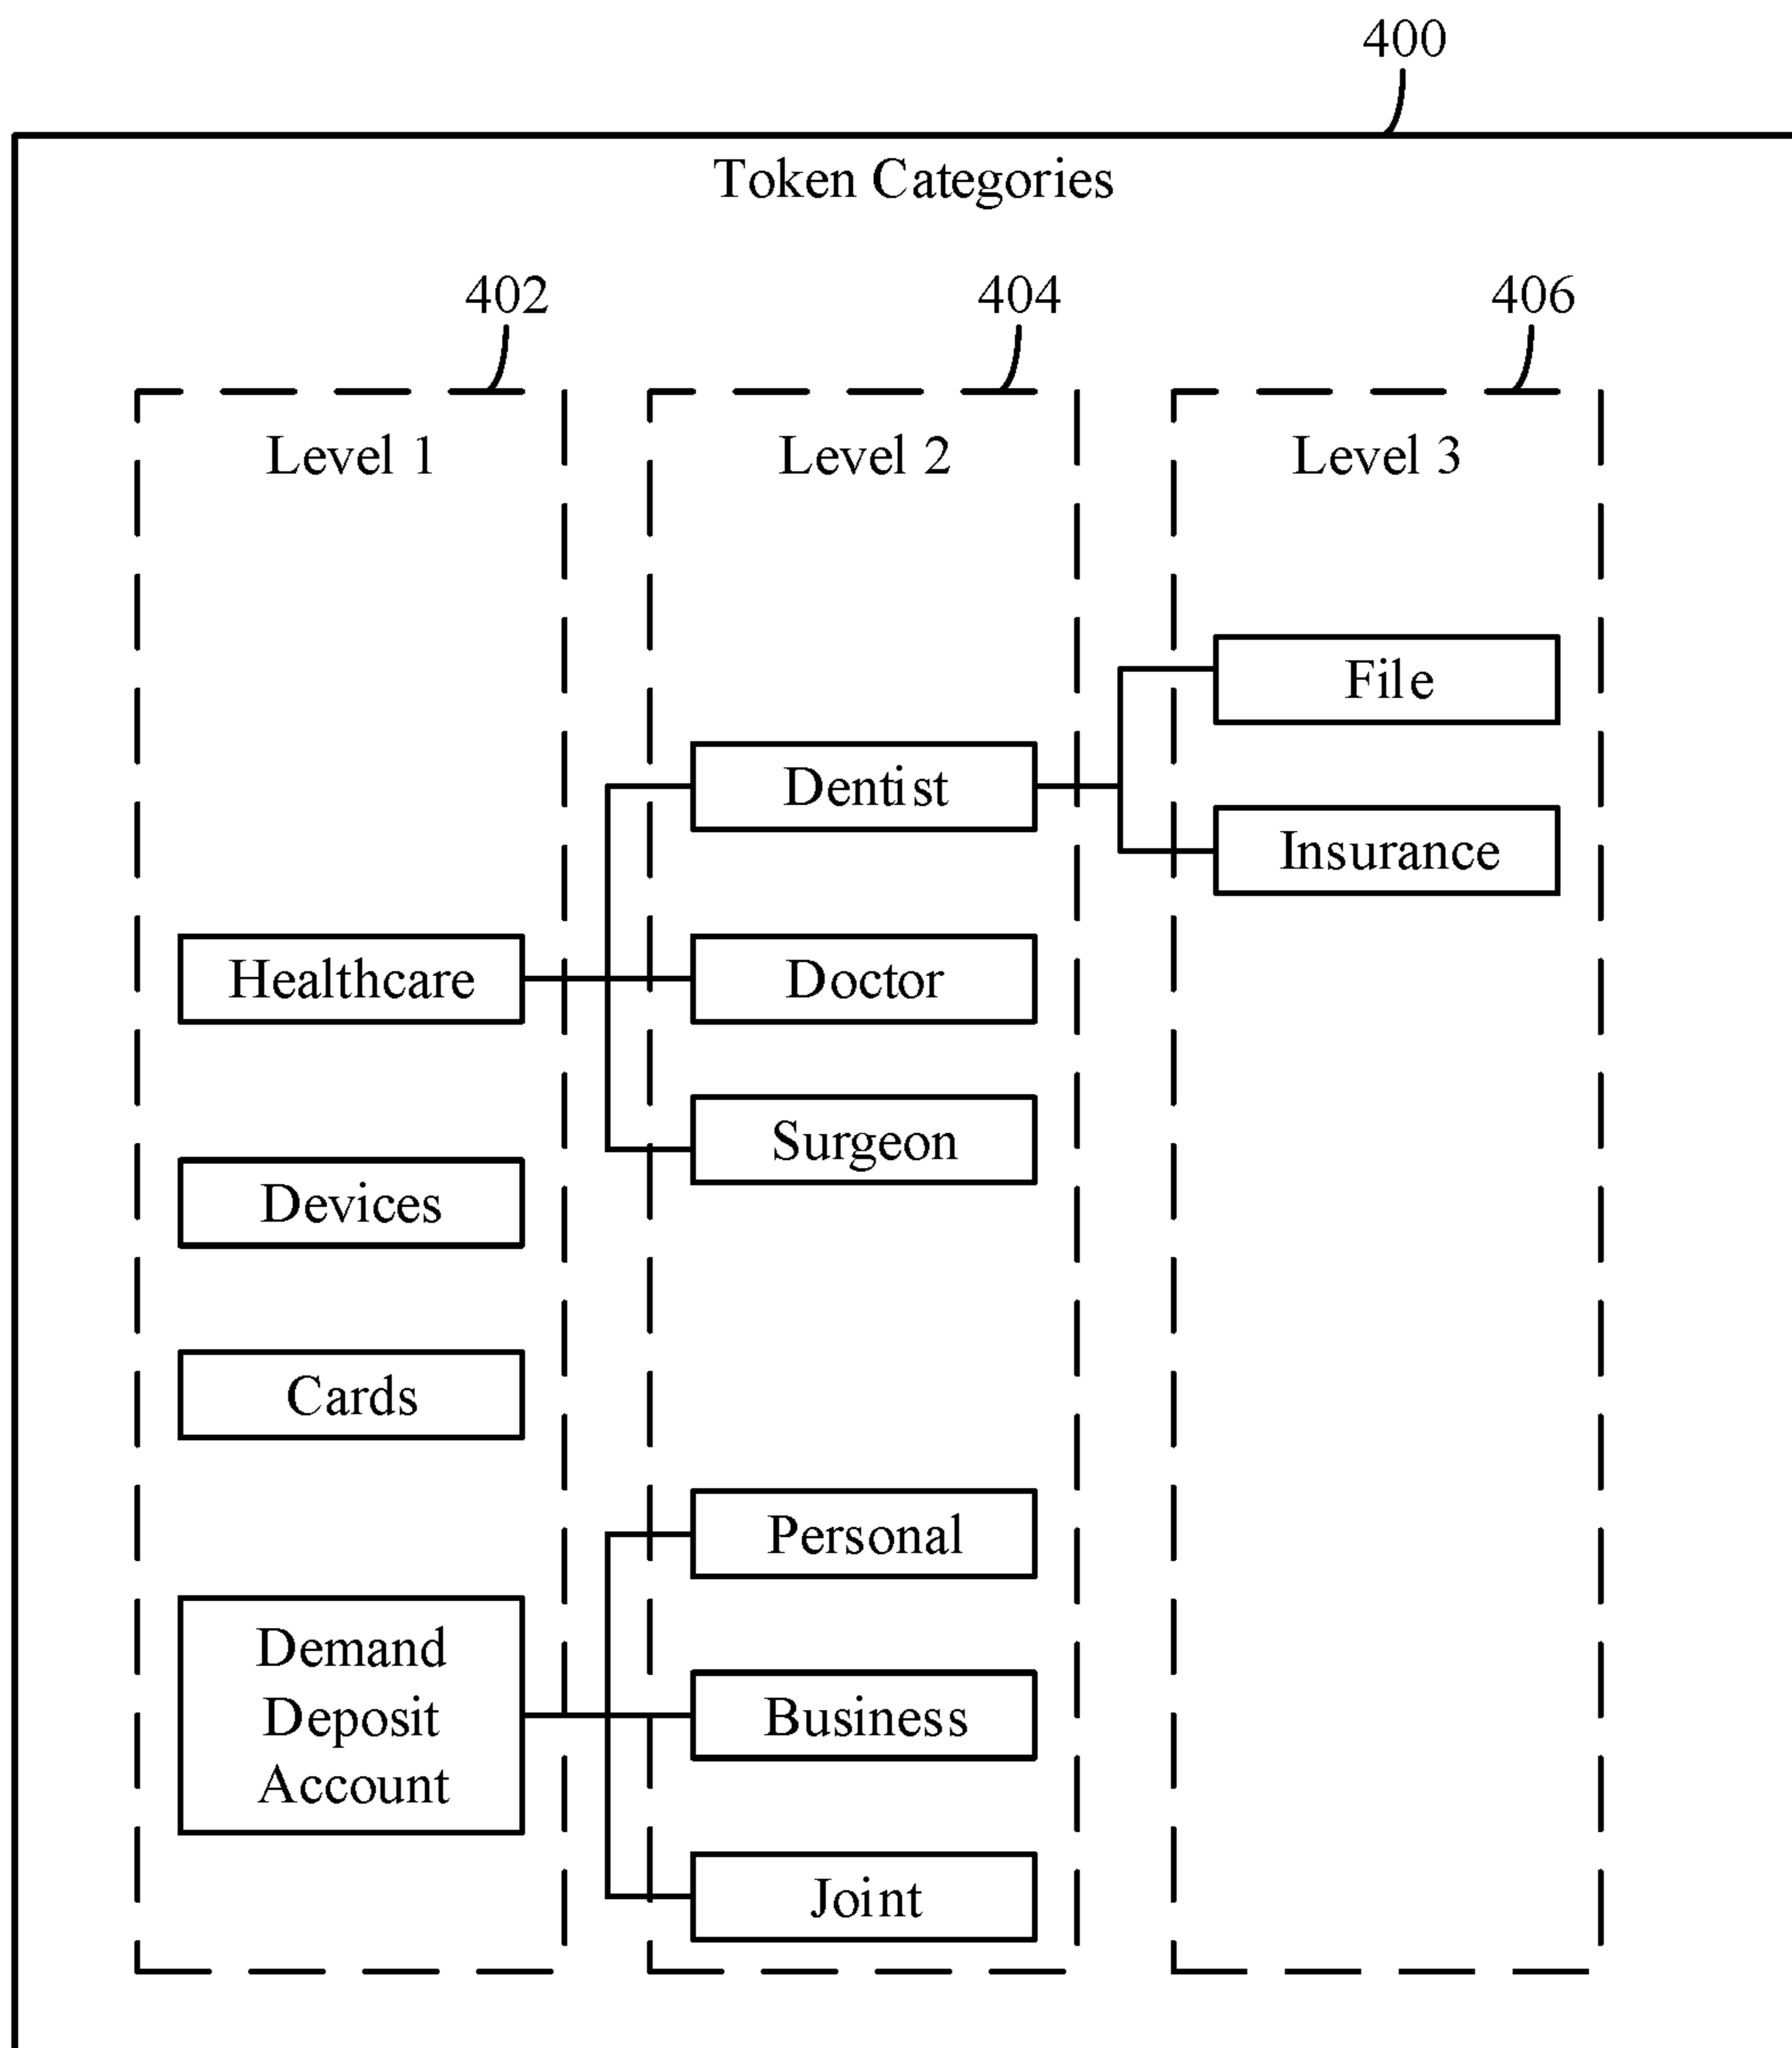 400
Token Categories
402
404
406
Level 1
Level 2
Level 3
File
Dentist
Insurance
Healthcare
Doctor
Surgeon
Devices
Cards
Personal
Demand
Deposit
Account
Business
Joint